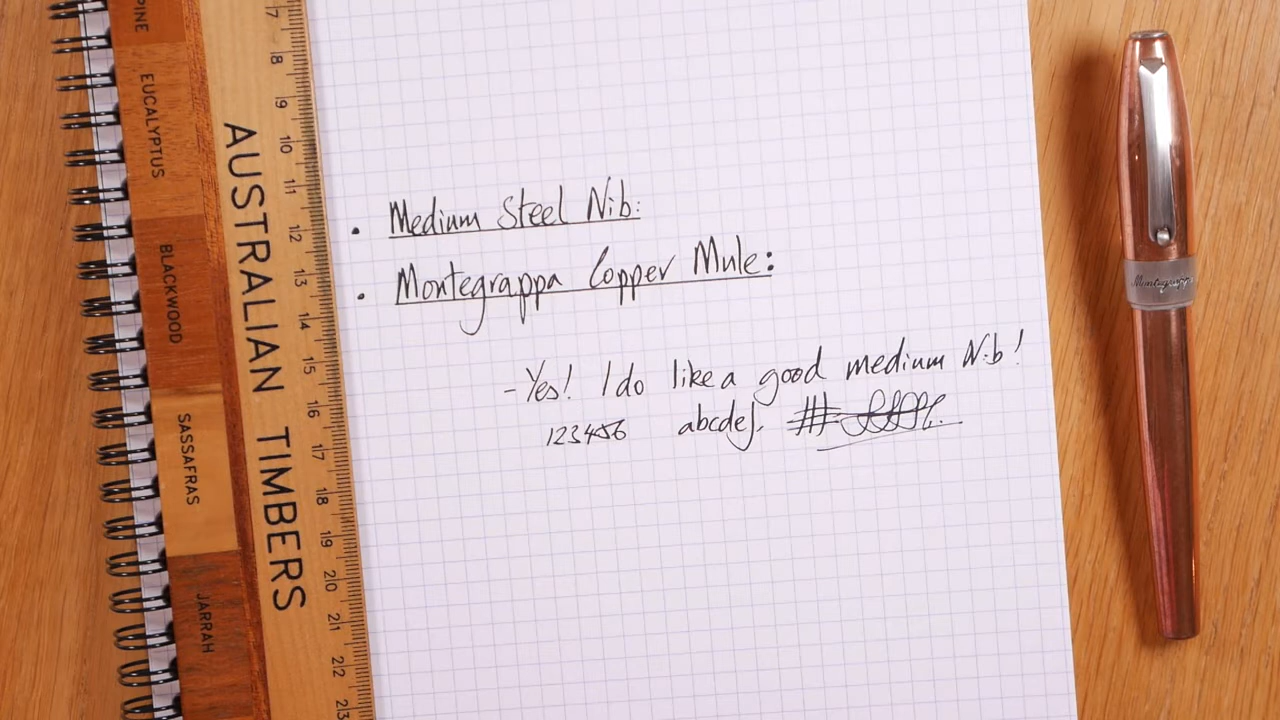 PINE
EUCALYPTUS
BLACKWOOD
SASSAFRAS
JARRAH
AUSTRALIAN TIMBERS
7
8
9
10
11
12
13
14
15
16
17
18
19
20
21
22
23
• Medium Steel Nib:
• Montegrappa Copper Mule:
- Yes! I do like a good medium Nib!
123456 abcdef.
Montegrappa